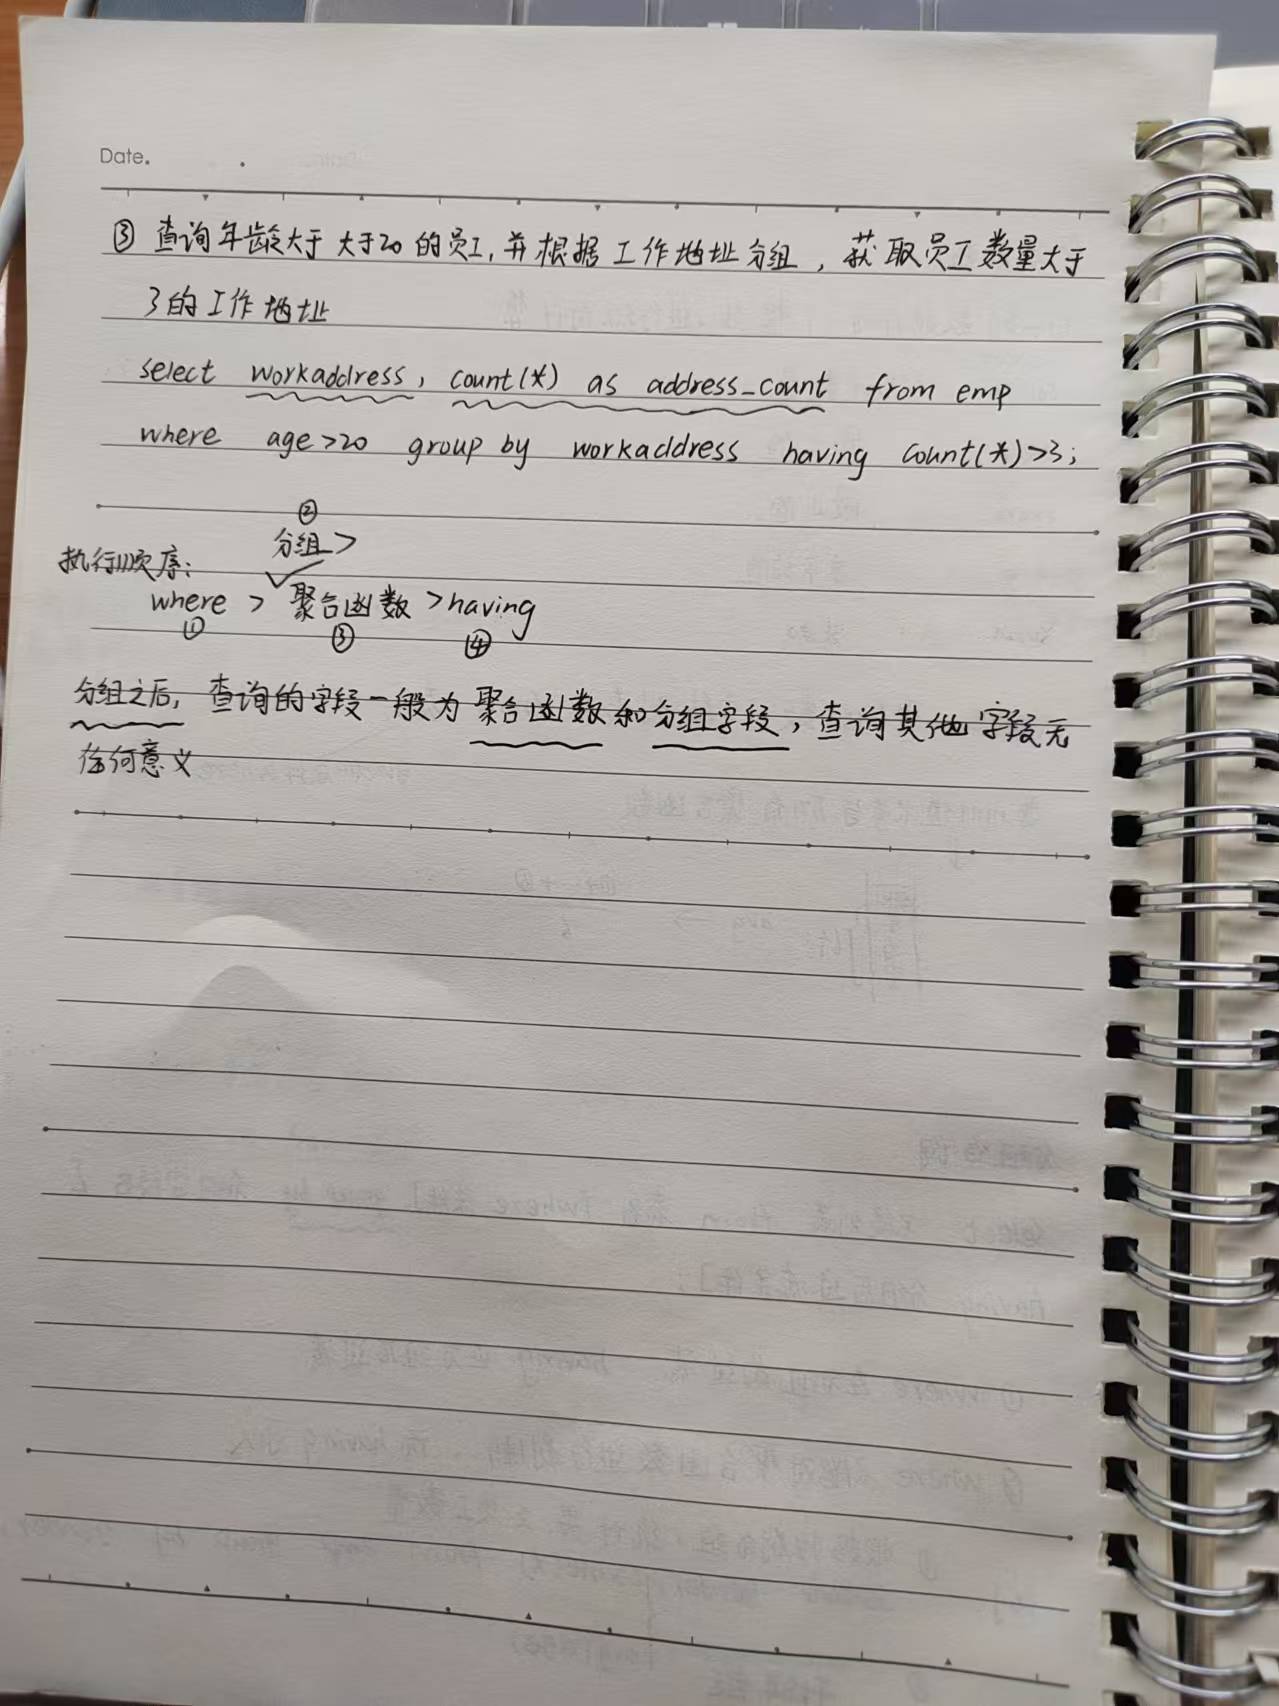 Date.
③ 查询年龄大于大于20的员工,并根据工作地址分组，获取员工数量大于
3的工作地址
select workaddress, count(*) as address_count from emp
where age>20 group by workaddress having count(*)>3;
②
分组>
执行顺序:
where > 聚合函数 >having
① ③ ④
分组之后, 查询的字段一般为聚合函数和分组字段，查询其他字段无
任何意义